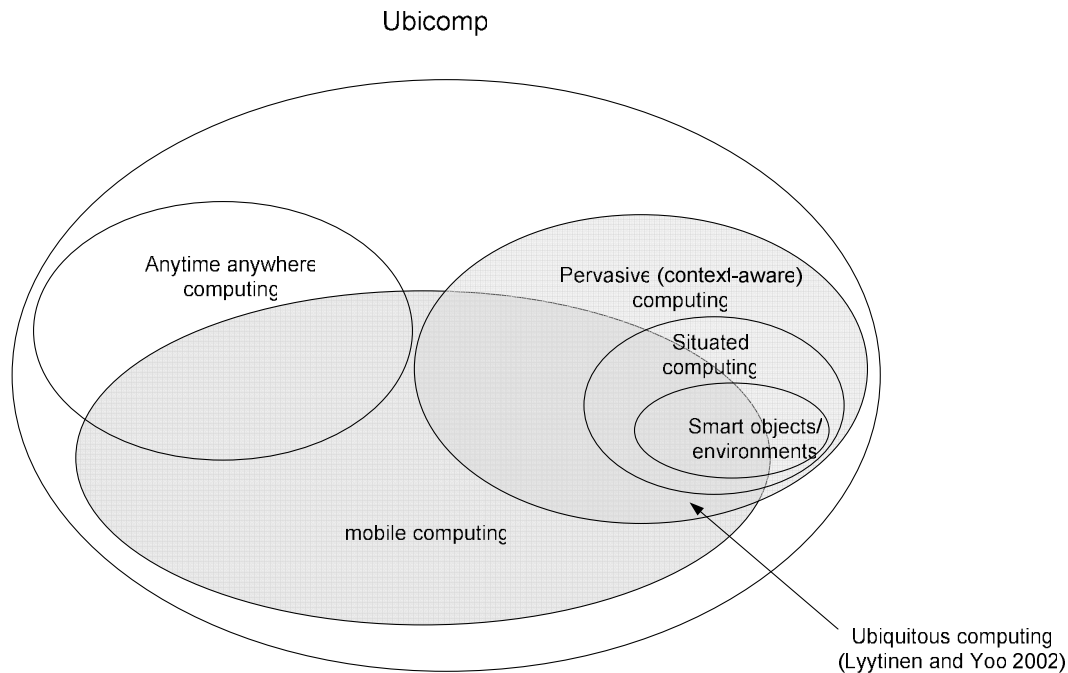 Ubicomp
Anytime anywhere
computing
Pervasive (context-aware)
computing
Situated
computing
Smart objects/
environments
mobile computing
Ubiquitous computing
(Lyytinen and Yoo 2002)